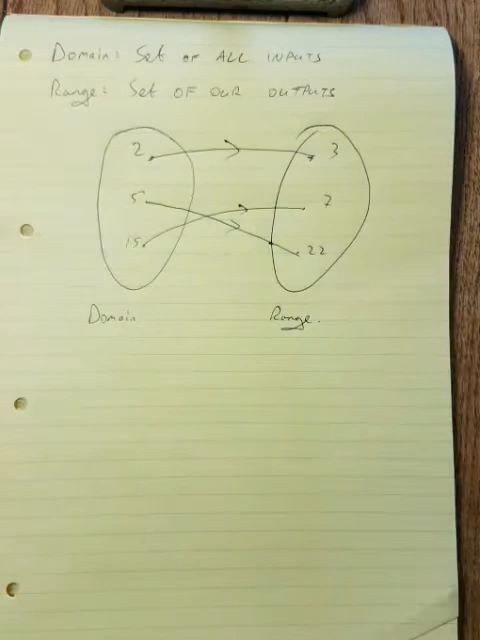 Domain: Set OF ALL INPUTS
Range: Set OF OUR OUTPUTS
2 3
5 7
15 22
Domain Range.